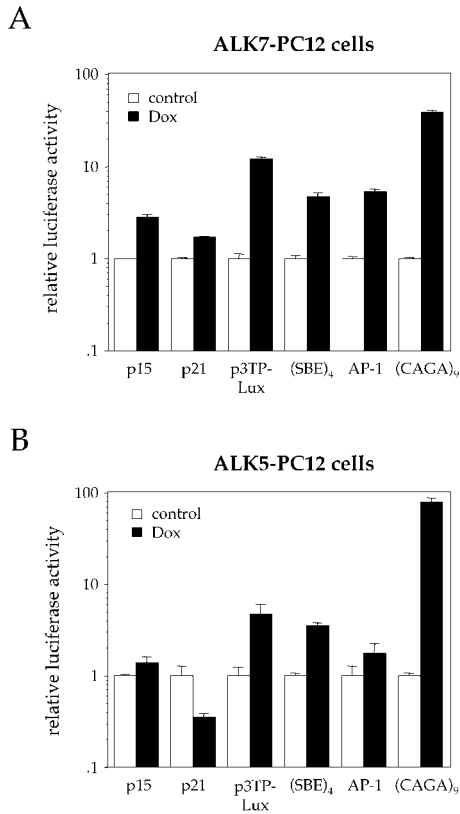 A
ALK7-PC12 cells
relative luciferase activity
100
10
1
.1
control
Dox
p15 p21 p3TP-Lux (SBE)4 AP-1 (CAGA)9
B
ALK5-PC12 cells
relative luciferase activity
100
10
1
.1
control
Dox
p15 p21 p3TP-Lux (SBE)4 AP-1 (CAGA)9